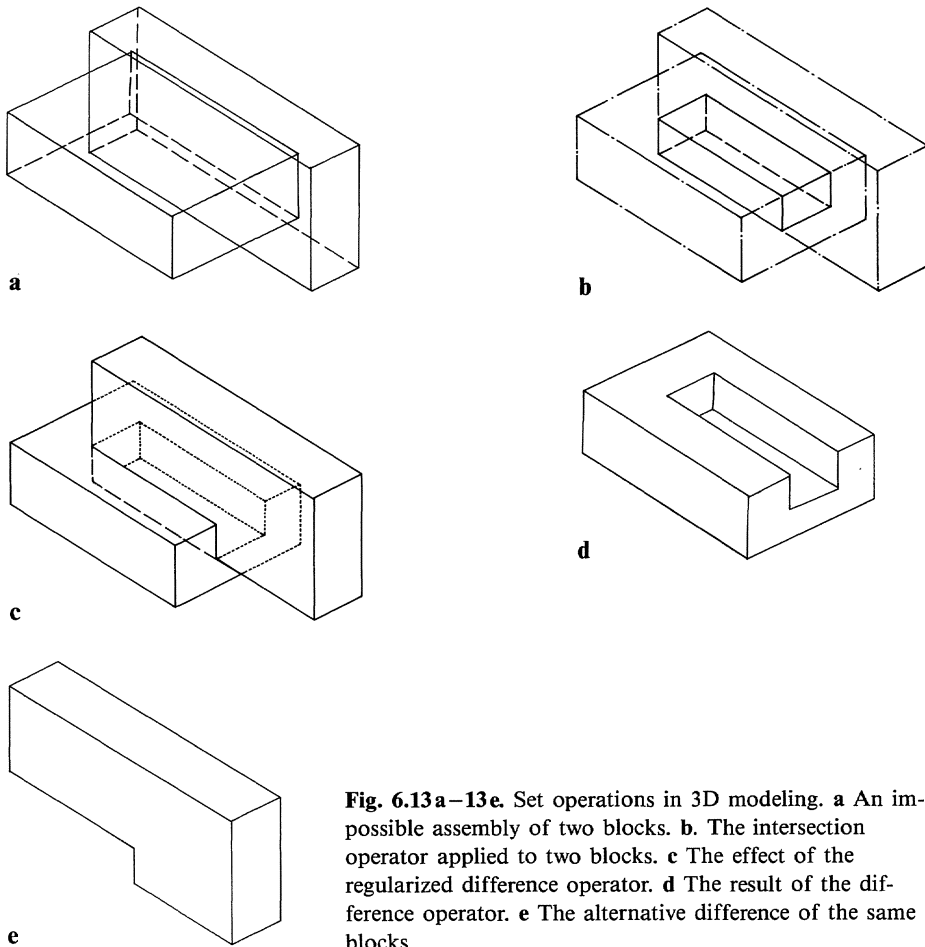 a
b
c
d
e
Fig. 6.13a–13e. Set operations in 3D modeling. a An im-
possible assembly of two blocks. b. The intersection
operator applied to two blocks. c The effect of the
regularized difference operator. d The result of the dif-
ference operator. e The alternative difference of the same
blocks